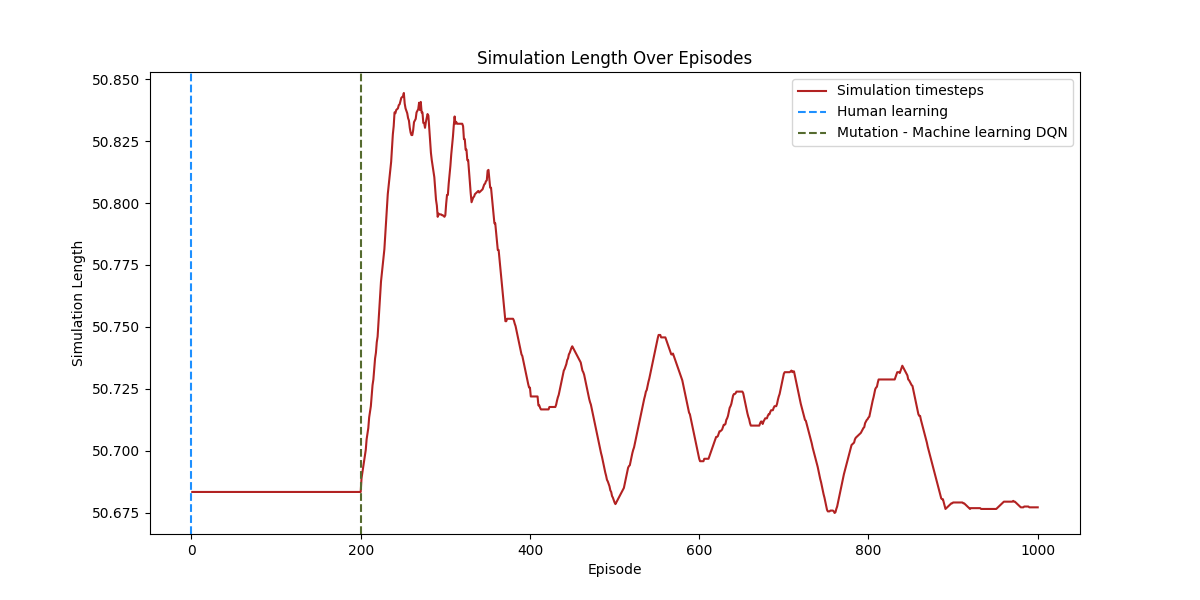 Simulation Length Over Episodes
Simulation timesteps
Human learning
Mutation - Machine learning DQN
Simulation Length
50.850
50.825
50.800
50.775
50.750
50.725
50.700
50.675
0 200 400 600 800 1000
Episode